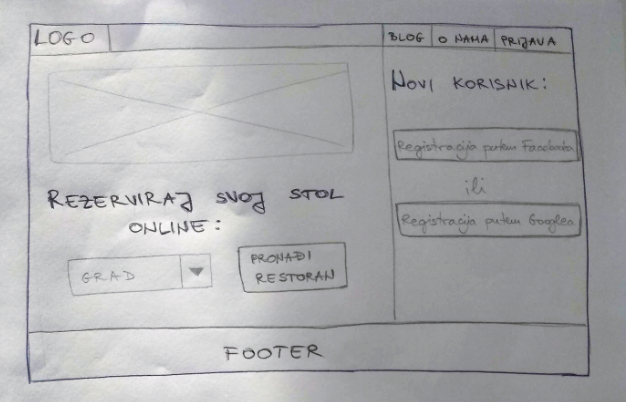 LOGO
BLOG O NAMA PRIJAVA
NOVI KORISNIK:
Registracija putem Facebooka
ili
Registracija putem Googlea
REZERVIRAJ SVOJ STOL
ONLINE:
GRAD
PRONAĐI
RESTORAN
FOOTER